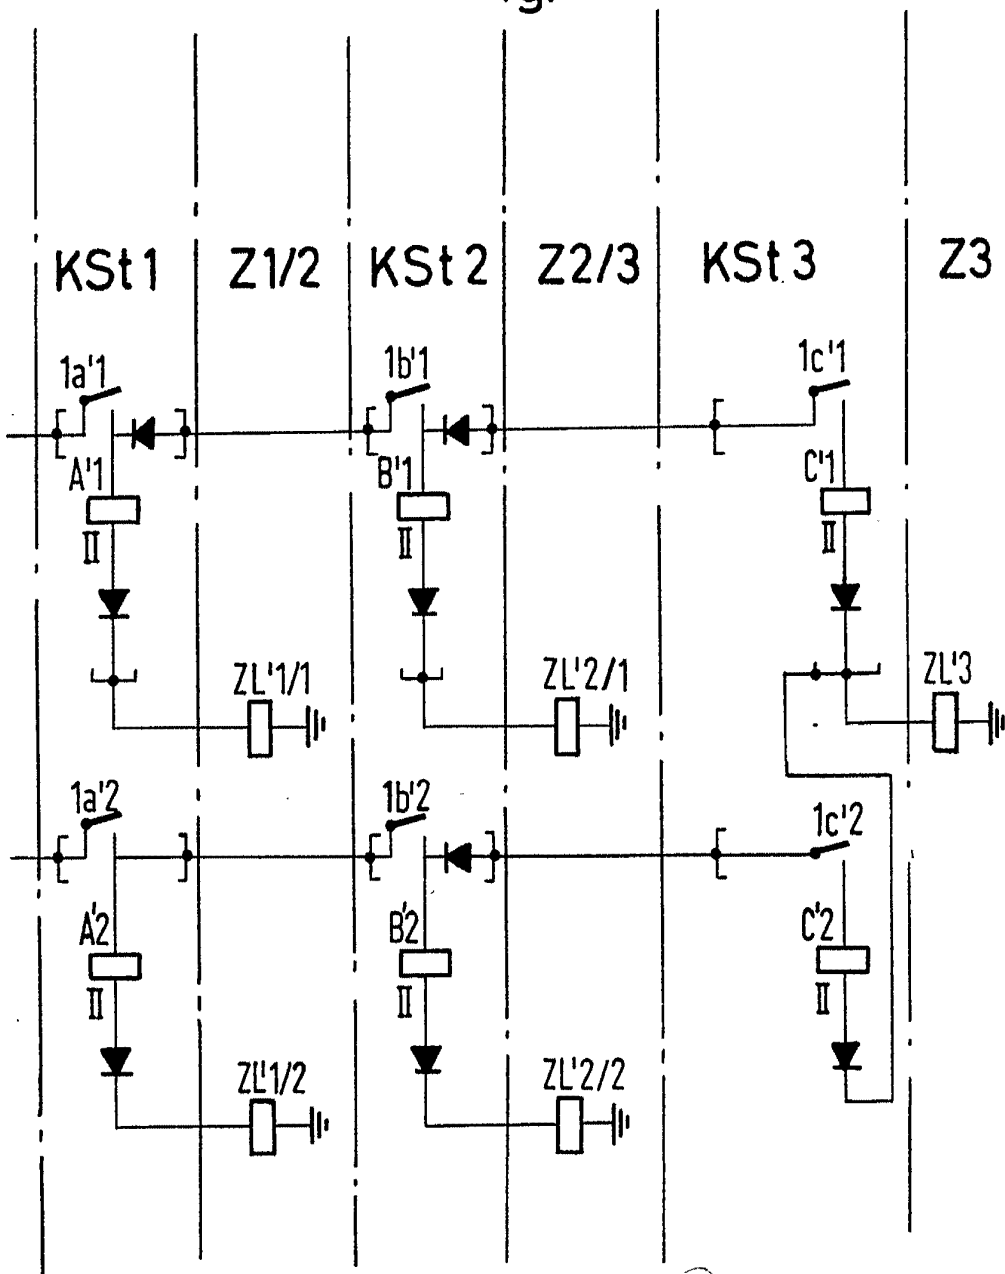 KSt 1 Z1/2 KSt 2 Z2/3 KSt 3 Z3
1a'1 1b'1 1c'1
A'1 B'1 C'1
II II II
ZL'1/1 ZL'2/1 ZL'3
1a'2 1b'2 1c'2
A'2 B'2 C'2
II II II
ZL'1/2 ZL'2/2